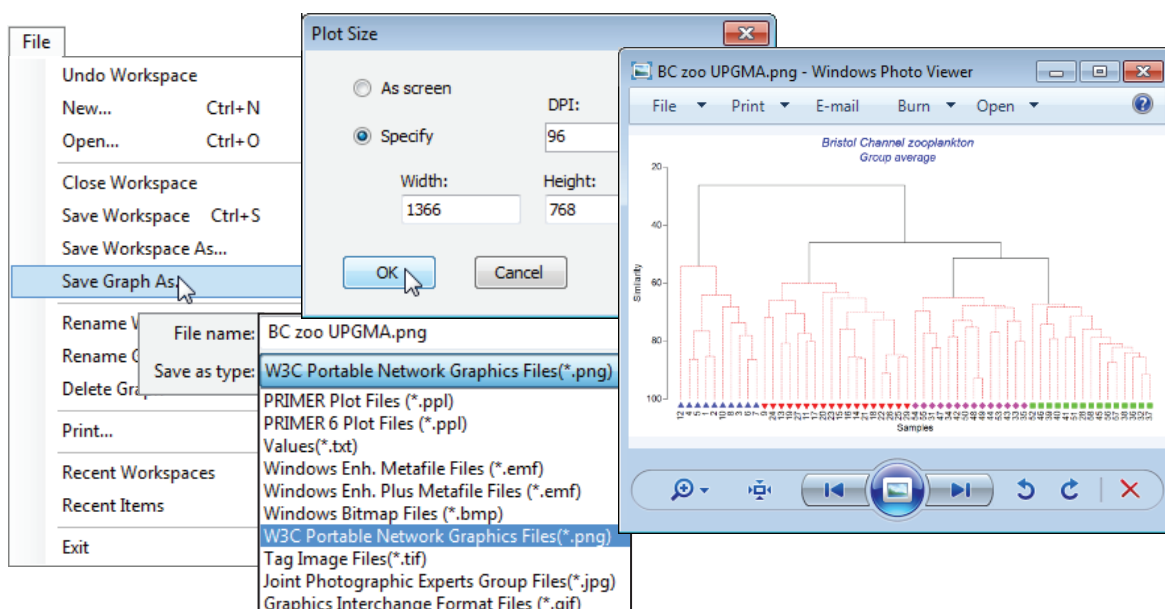 File
Undo Workspace
New... Ctrl+N
Open... Ctrl+O
Close Workspace
Save Workspace Ctrl+S
Save Workspace As...
Save Graph As
Rename
Rename
Delete
Print...
Recent Workspaces
Recent Items
Exit
Plot Size
As screen
Specify
DPI:
96
Width: Height:
1366 768
OK Cancel
File name: BC zoo UPGMA.png
Save as type: W3C Portable Network Graphics Files(*.png)
PRIMER Plot Files (*.ppl)
PRIMER 6 Plot Files (*.ppl)
Values(*.txt)
Windows Enh. Metafile Files (*.emf)
Windows Enh. Plus Metafile Files (*.emf)
Windows Bitmap Files (*.bmp)
W3C Portable Network Graphics Files(*.png)
Tag Image Files(*.tif)
Joint Photographic Experts Group Files(*.jpg)
Graphics Interchange Format Files (*.gif)
BC zoo UPGMA.png - Windows Photo Viewer
File Print E-mail Burn Open
Bristol Channel zooplankton
Group average
20
40
60
80
100
Similarity
Samples